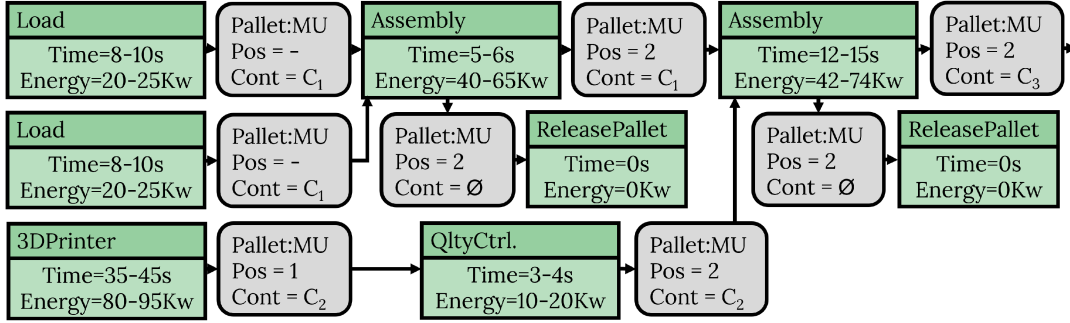 Load
Time=8-10s
Energy=20-25Kw
Pallet:MU
Pos = -
Cont = C₁
Assembly
Time=5-6s
Energy=40-65Kw
Pallet:MU
Pos = 2
Cont = C₁
Assembly
Time=12-15s
Energy=42-74Kw
Pallet:MU
Pos = 2
Cont = C₃
Load
Time=8-10s
Energy=20-25Kw
Pallet:MU
Pos = -
Cont = C₁
Pallet:MU
Pos = 2
Cont = Ø
ReleasePallet
Time=0s
Energy=0Kw
Pallet:MU
Pos = 2
Cont = Ø
ReleasePallet
Time=0s
Energy=0Kw
3DPrinter
Time=35-45s
Energy=80-95Kw
Pallet:MU
Pos = 1
Cont = C₂
QltyCtrl.
Time=3-4s
Energy=10-20Kw
Pallet:MU
Pos = 2
Cont = C₂